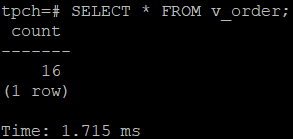 tpch=# SELECT * FROM v_order;
 count
-------
    16
(1 row)

Time: 1.715 ms